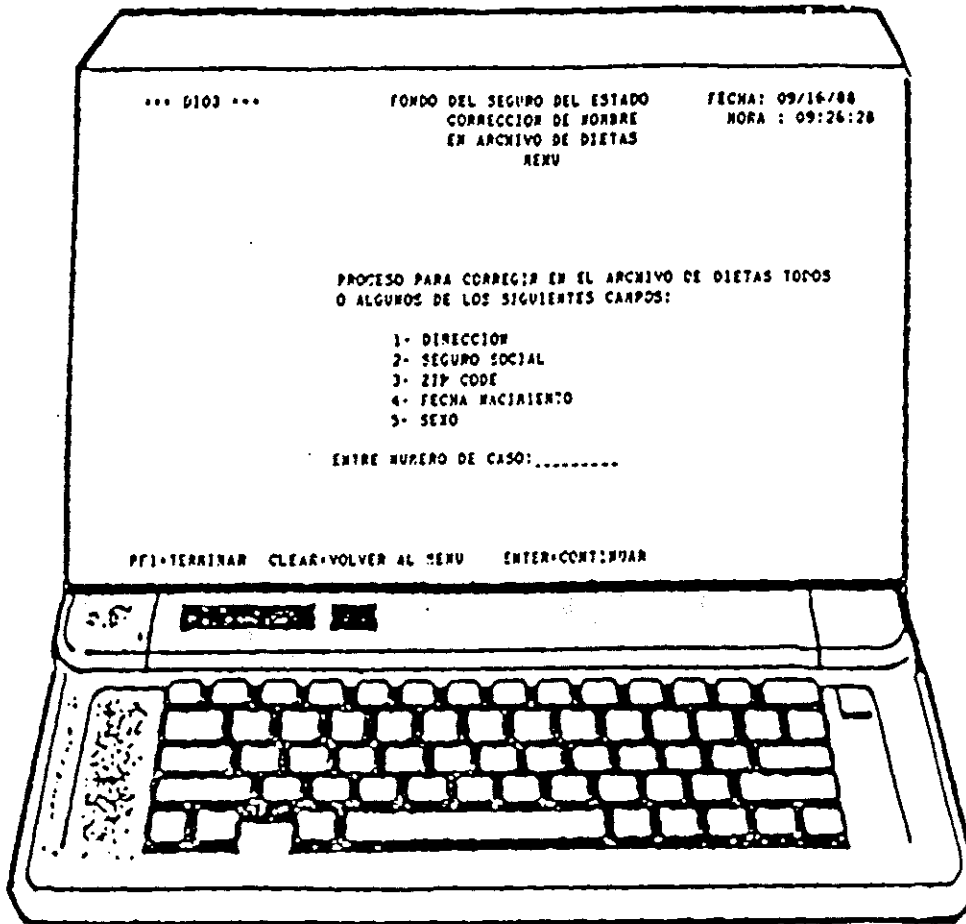 *** DI03 *** FONDO DEL SEGURO DEL ESTADO FECHA: 09/16/88
CORRECCION DE NOMBRE HORA : 09:26:28
EN ARCHIVO DE DIETAS
MENU
PROCESO PARA CORREGIR EN EL ARCHIVO DE DIETAS TODOS
O ALGUNOS DE LOS SIGUIENTES CAMPOS:
1- DIRECCION
2- SEGURO SOCIAL
3- ZIP CODE
4- FECHA NACIMIENTO
5- SEXO
ENTRE NUMERO DE CASO:.........
PF1=TERMINAR CLEAR=VOLVER AL MENU ENTER=CONTINUAR